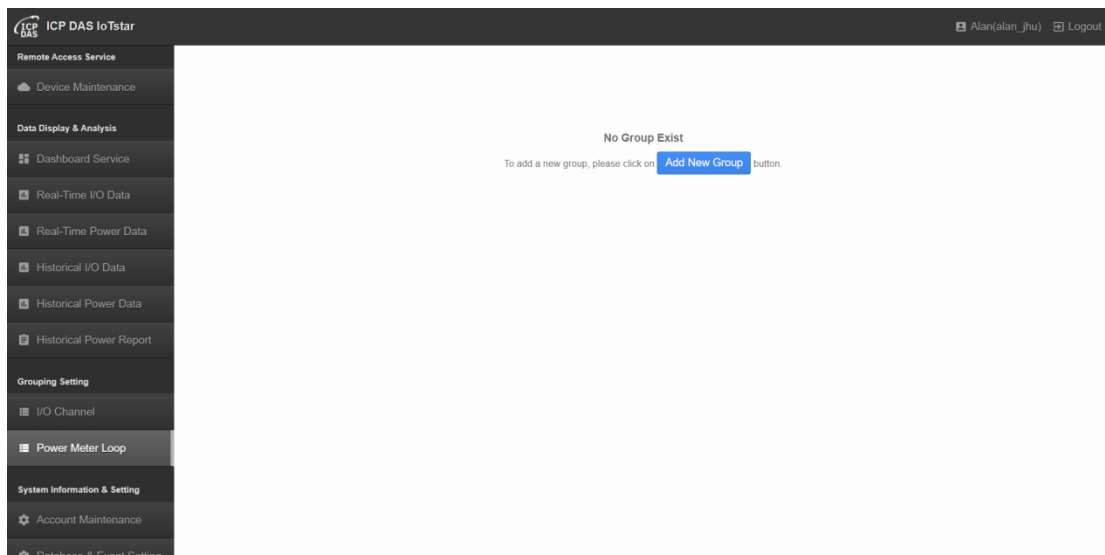 ICP DAS
ICP DAS IoTstar
Alan(alan_jhu)
Logout
Remote Access Service
Device Maintenance
Data Display & Analysis
Dashboard Service
Real-Time I/O Data
Real-Time Power Data
Historical I/O Data
Historical Power Data
Historical Power Report
Grouping Setting
I/O Channel
Power Meter Loop
System Information & Setting
Account Maintenance
Database & Event Setting
No Group Exist
To add a new group, please click on Add New Group button.